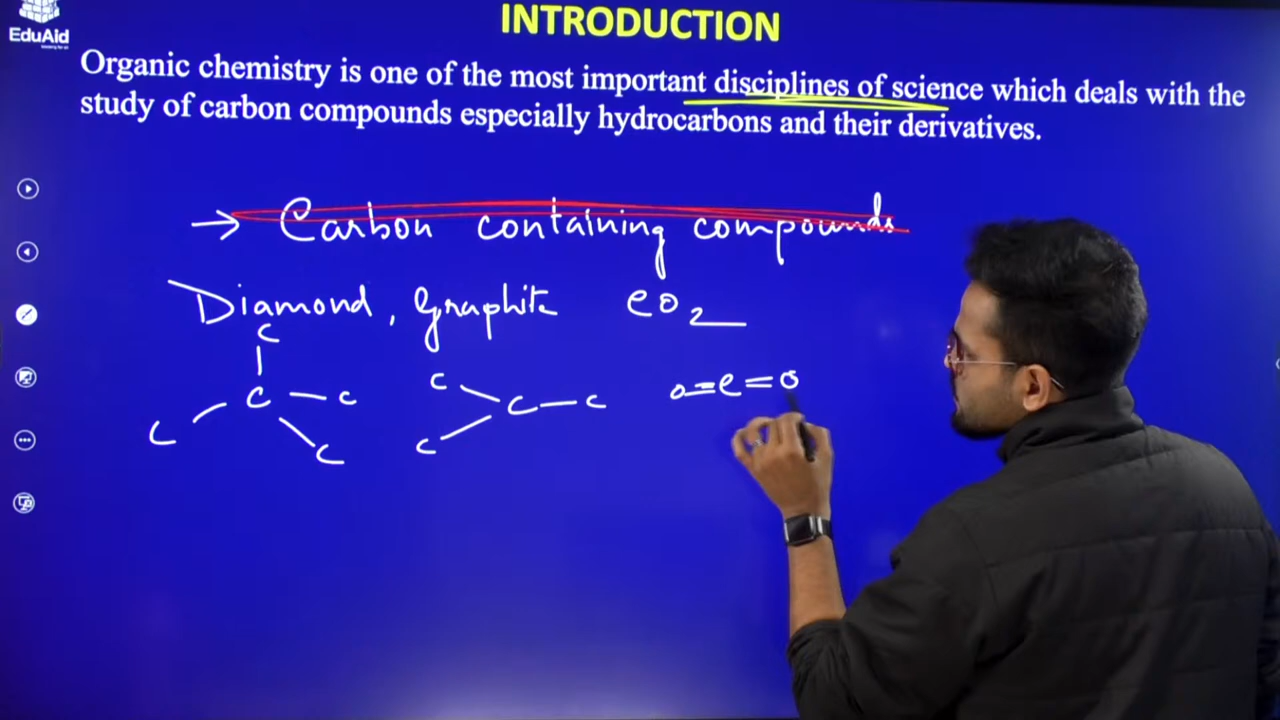 EduAid
INTRODUCTION
Organic chemistry is one of the most important disciplines of science which deals with the
study of carbon compounds especially hydrocarbons and their derivatives.
→ Carbon containing compounds
Diamond, Graphite CO₂
C
C
C – C
C
C
C – C
C
C
O=C=O